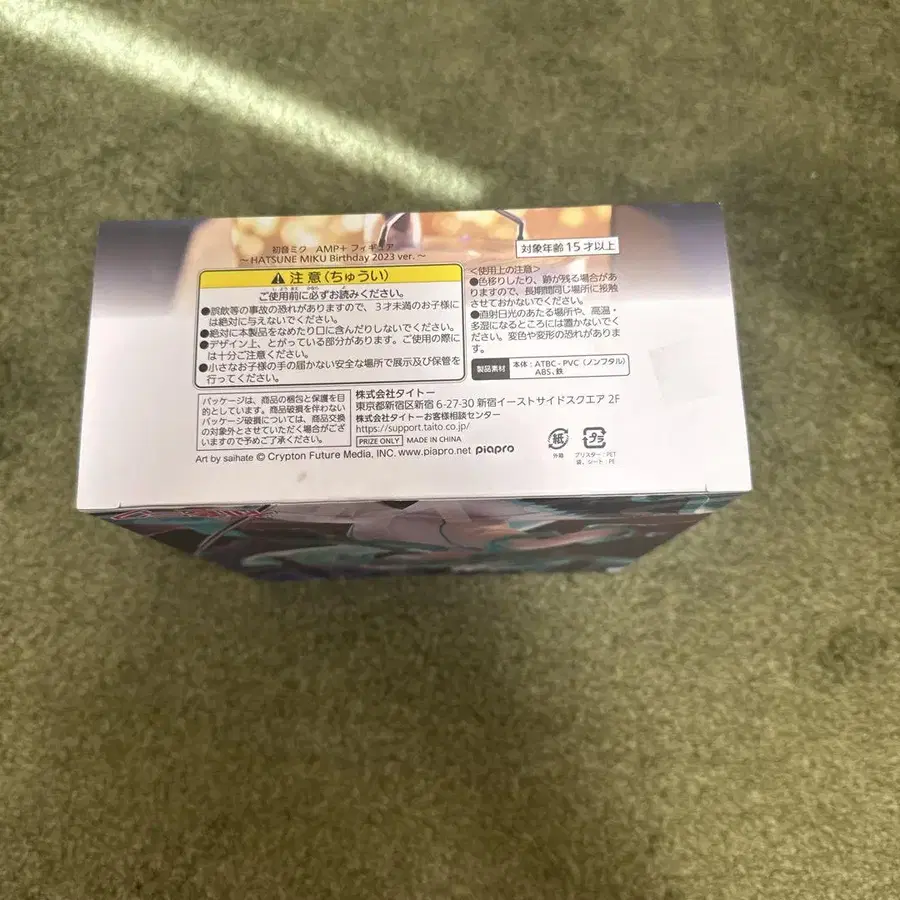 初音ミク AMP+ フィギュア
～HATSUNE MIKU Birthday 2023 ver.～
対象年齢15才以上
注意(ちゅうい)
ご使用前に必ずお読みください。
●誤飲等の事故の恐れがありますので、3才未満のお子様に
は絶対に与えないでください。
●絶対に本製品をなめたり口に含んだりしないでください。
●デザイン上、とがっている部分があります。ご使用の際に
は十分ご注意ください。
●小さなお子様の手の届かない安全な場所で展示及び保管を
行ってください。
<使用上の注意>
●色移りしたり、跡が残る場合があ
りますので、長期間同じ場所に接触
させておかないでください。
●直射日光のあたる場所や、高温・
多湿になるところには置かないでく
ださい。変色や変形の恐れがありま
す。
製品素材
本体:ATBC-PVC(ノンフタル)
ABS、鉄
パッケージは、商品の梱包と保護を目
的としています。商品破損を伴わない
パッケージ破損については、商品交換
の対象外とさせていただく場合がござ
いますので予めご了承ください。
株式会社タイトー
東京都新宿区新宿 6-27-30 新宿イーストサイドスクエア 2F
株式会社タイトーお客様相談センター
https://support.taito.co.jp/
PRIZE ONLY MADE IN CHINA
Art by saihate © Crypton Future Media, INC. www.piapro.net piapro
紙
外箱
プラ
ブリスター:PET
袋、シート:PE